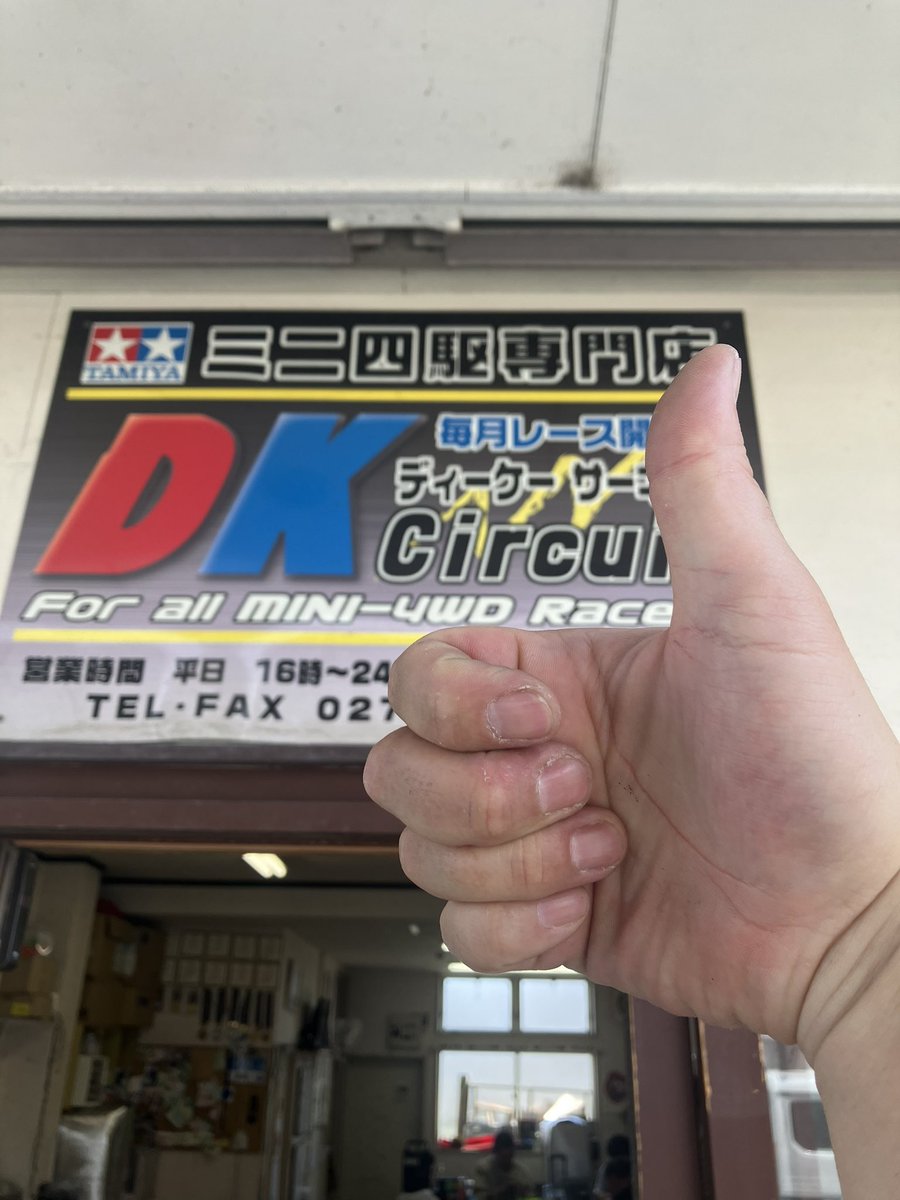 TAMIYA ミニ四駆専門店
DK
毎月レース開
ディーケー サー
Circui
For all MINI-4WD Race
営業時間 平日 16時~24
TEL・FAX 027